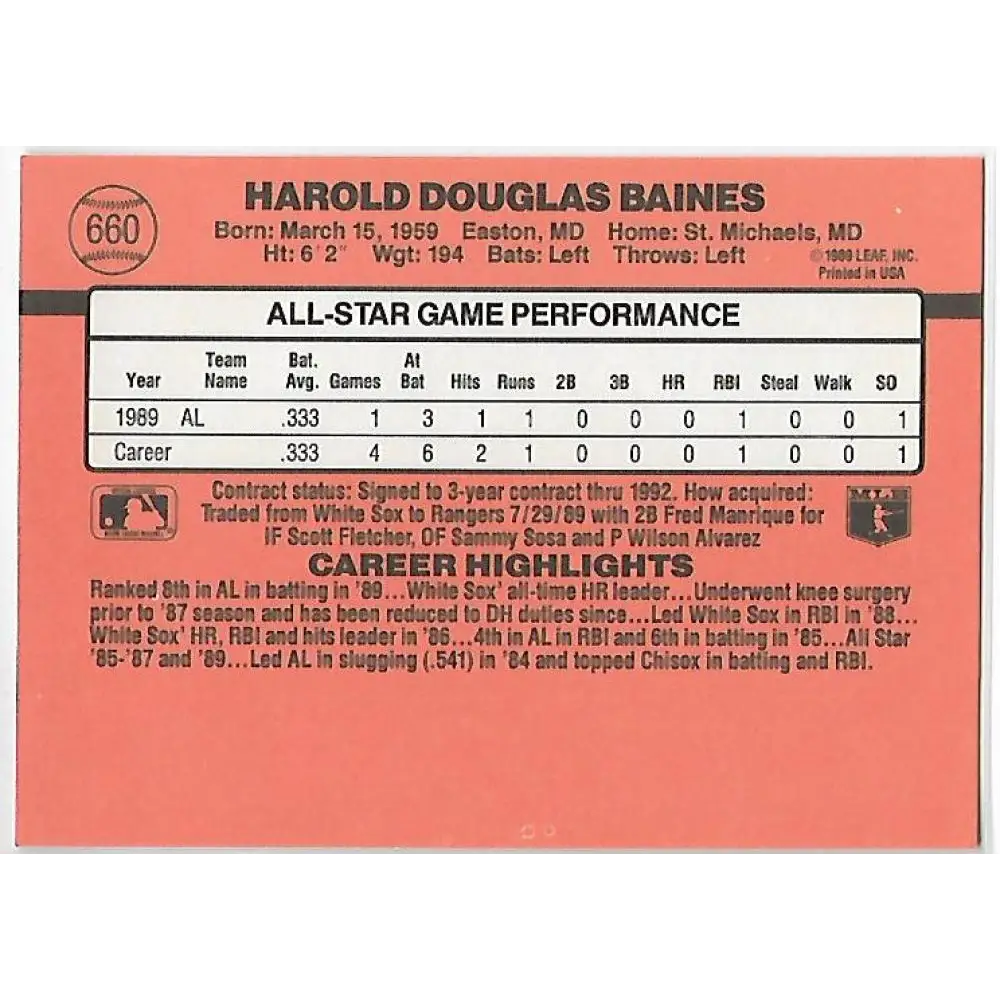 660
HAROLD DOUGLAS BAINES
Born: March 15, 1959 Easton, MD Home: St. Michaels, MD
Ht: 6'2" Wgt: 194 Bats: Left Throws: Left
© 1989 LEAF, INC.
Printed in USA
ALL-STAR GAME PERFORMANCE
Year Team Name Bat. Avg. Games At Bat Hits Runs 2B 3B HR RBI Steal Walk SO
1989 AL .333 1 3 1 1 0 0 0 1 0 0 1
Career .333 4 6 2 1 0 0 0 1 0 0 1
Contract status: Signed to 3-year contract thru 1992. How acquired:
Traded from White Sox to Rangers 7/29/89 with 2B Fred Manrique for
IF Scott Fletcher, OF Sammy Sosa and P Wilson Alvarez
CAREER HIGHLIGHTS
Ranked 8th in AL in batting in '89...White Sox' all-time HR leader...Underwent knee surgery
prior to '87 season and has been reduced to DH duties since...Led White Sox in RBI in '88...
White Sox' HR, RBI and hits leader in '86...4th in AL in RBI and 6th in batting in '85...All Star
'85-'87 and '89...Led AL in slugging (.541) in '84 and topped Chisox in batting and RBI.